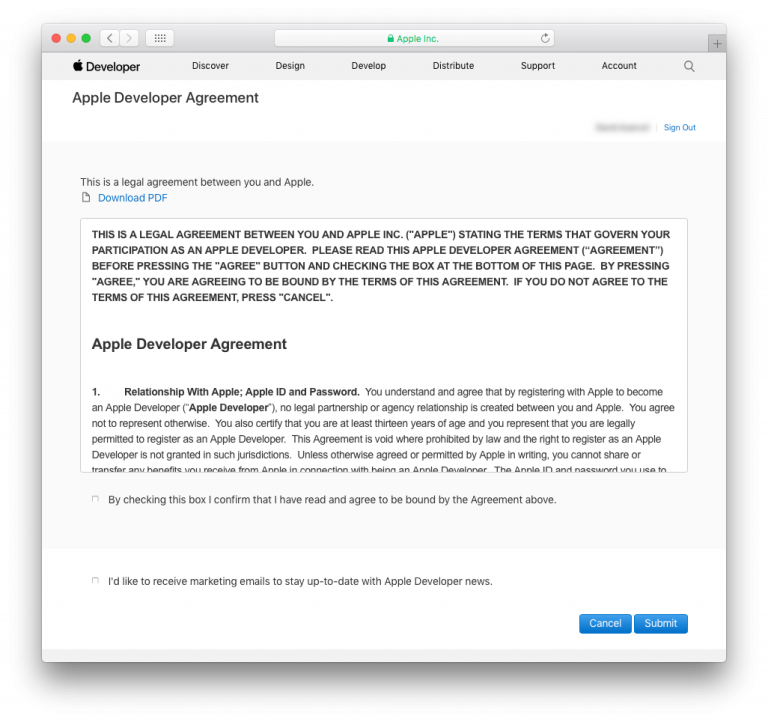 Apple Inc.
Developer Discover Design Develop Distribute Support Account
Apple Developer Agreement
Sign Out
This is a legal agreement between you and Apple.
Download PDF
THIS IS A LEGAL AGREEMENT BETWEEN YOU AND APPLE INC. ("APPLE") STATING THE TERMS THAT GOVERN YOUR
PARTICIPATION AS AN APPLE DEVELOPER.  PLEASE READ THIS APPLE DEVELOPER AGREEMENT (“AGREEMENT”)
BEFORE PRESSING THE "AGREE" BUTTON AND CHECKING THE BOX AT THE BOTTOM OF THIS PAGE.  BY PRESSING
"AGREE," YOU ARE AGREEING TO BE BOUND BY THE TERMS OF THIS AGREEMENT.  IF YOU DO NOT AGREE TO THE
TERMS OF THIS AGREEMENT, PRESS "CANCEL".
Apple Developer Agreement
1. Relationship With Apple; Apple ID and Password.  You understand and agree that by registering with Apple to become
an Apple Developer (“Apple Developer”), no legal partnership or agency relationship is created between you and Apple.  You agree
not to represent otherwise.  You also certify that you are at least thirteen years of age and you represent that you are legally
permitted to register as an Apple Developer.  This Agreement is void where prohibited by law and the right to register as an Apple
Developer is not granted in such jurisdictions.  Unless otherwise agreed or permitted by Apple in writing, you cannot share or
transfer any benefits you receive from Apple in connection with being an Apple Developer.  The Apple ID and password you use to
By checking this box I confirm that I have read and agree to be bound by the Agreement above.
I'd like to receive marketing emails to stay up-to-date with Apple Developer news.
Cancel Submit